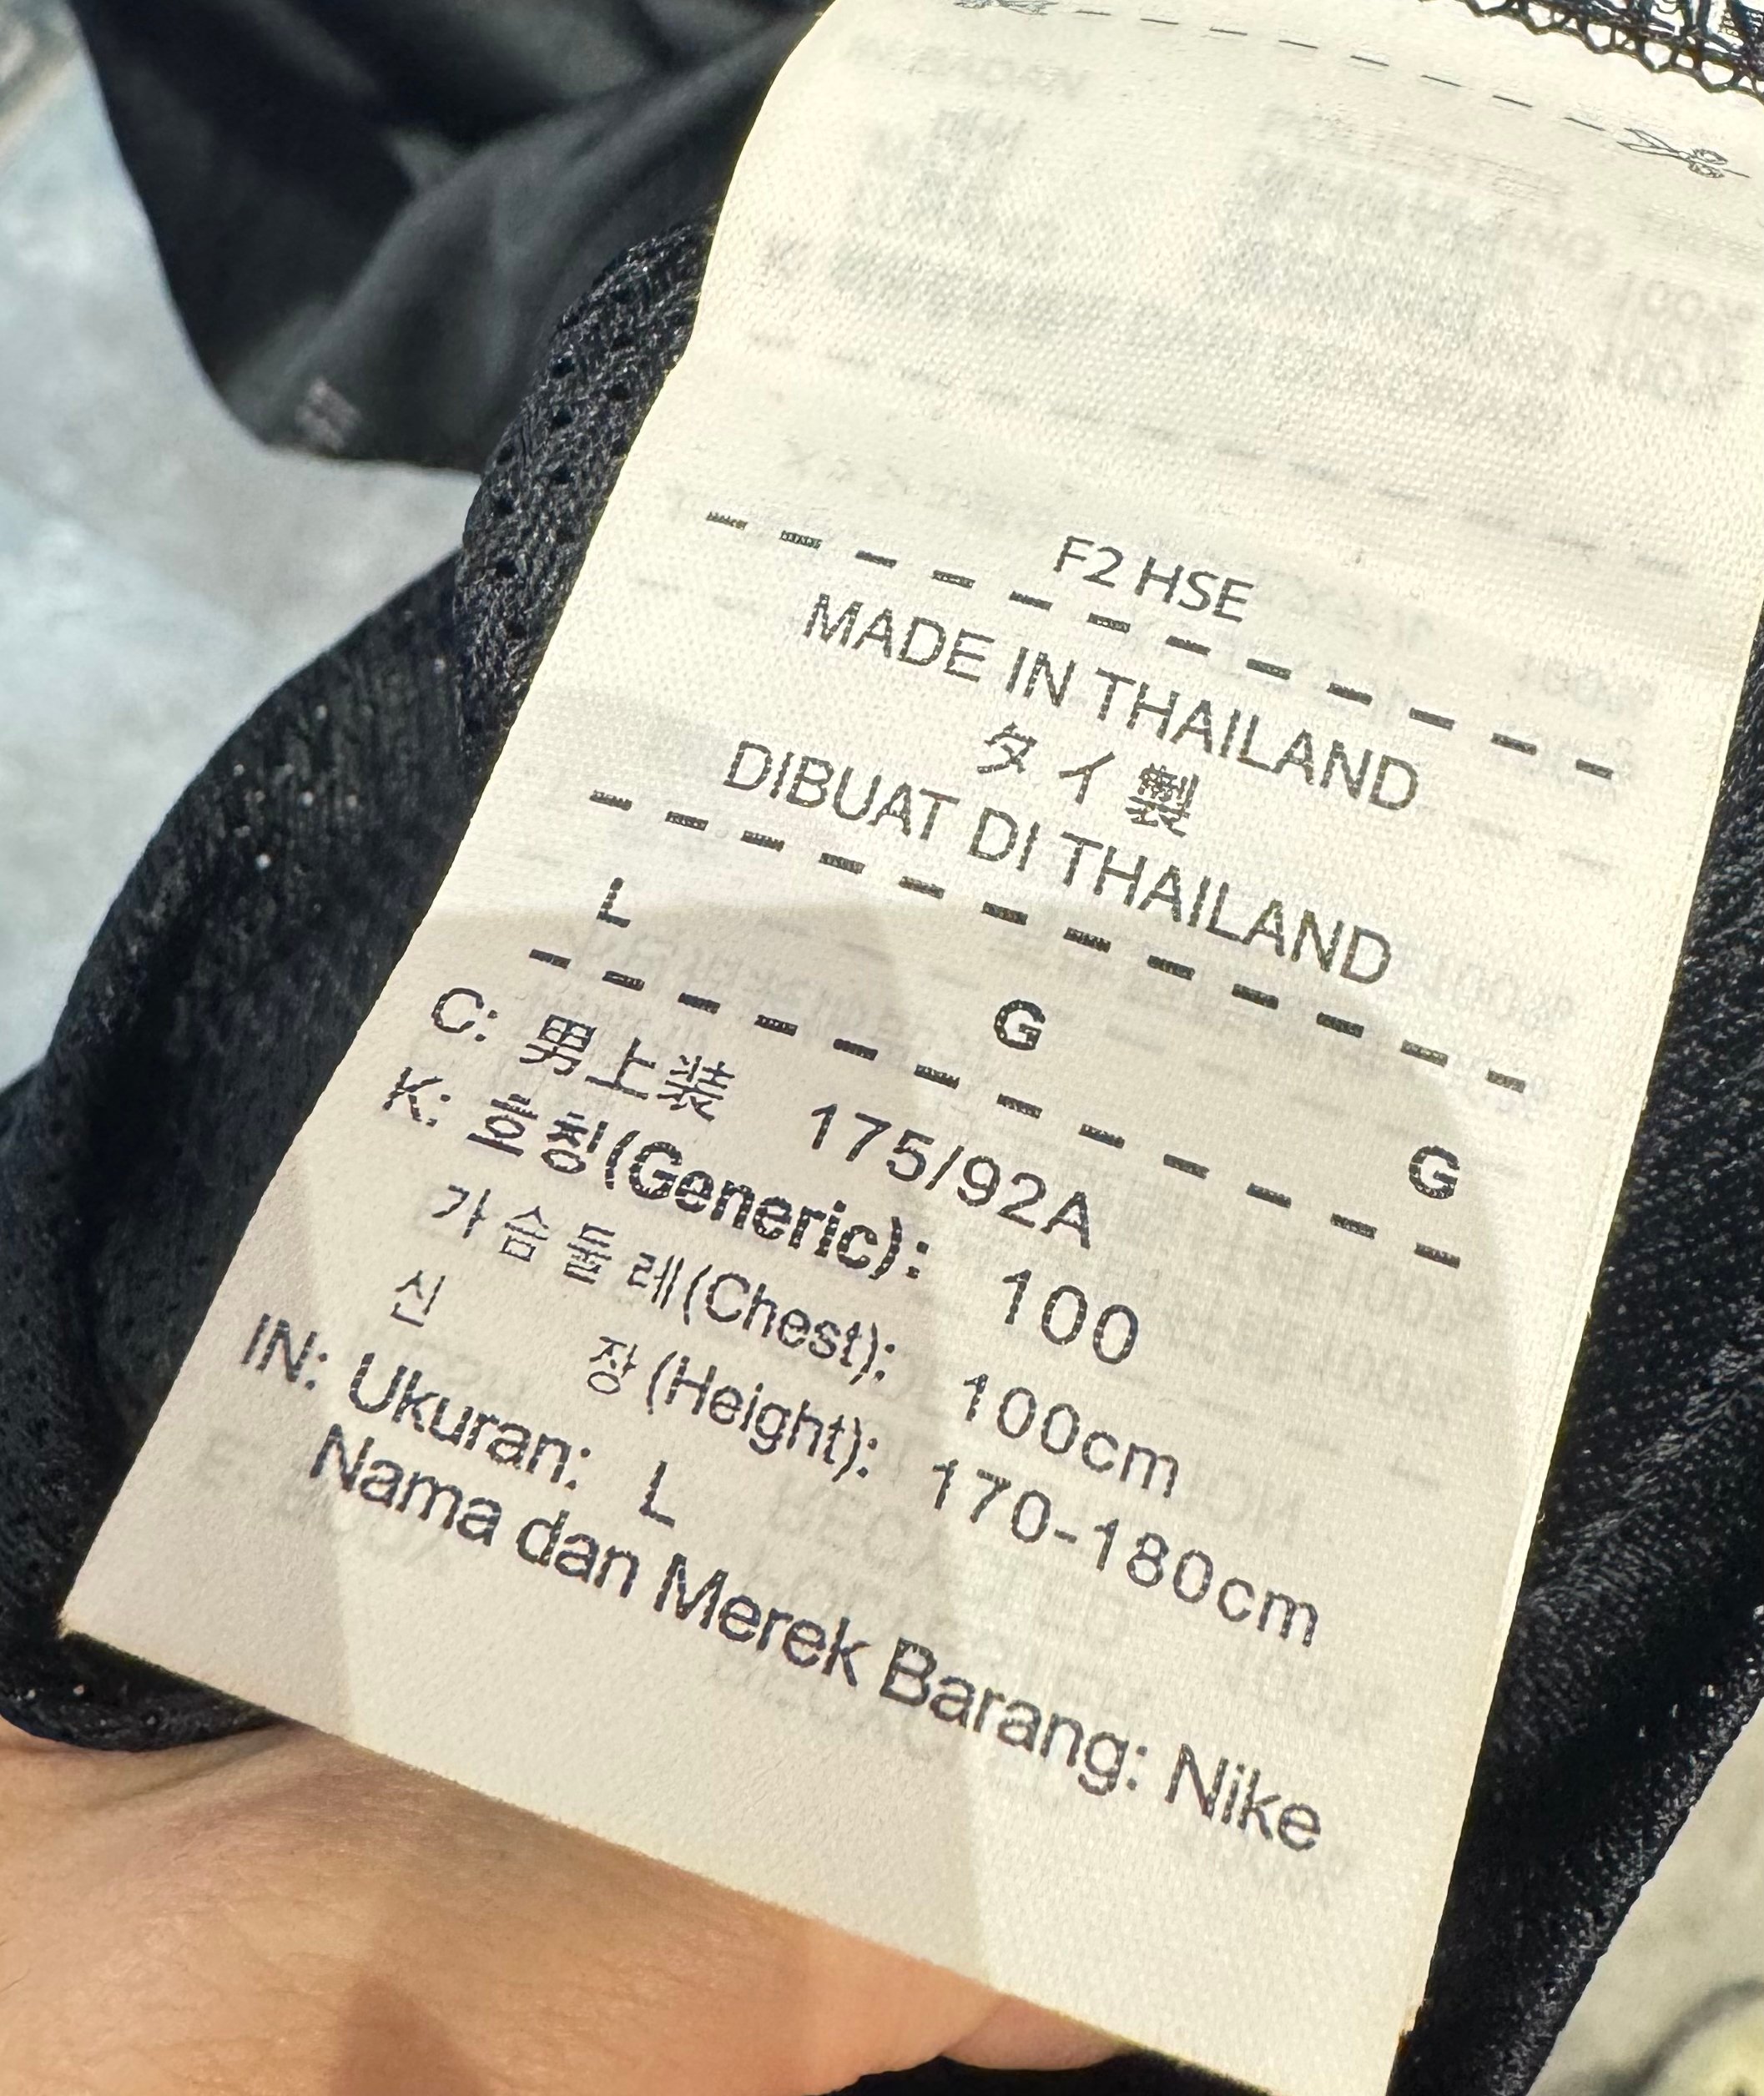 F2 HSE
MADE IN THAILAND
タイ製
DIBUAT DI THAILAND
L G G
C: 男上装 175/92A
K: 호칭(Generic): 100
가슴둘레(Chest): 100cm
신 장(Height): 170-180cm
IN: Ukuran: L
Nama dan Merek Barang: Nike